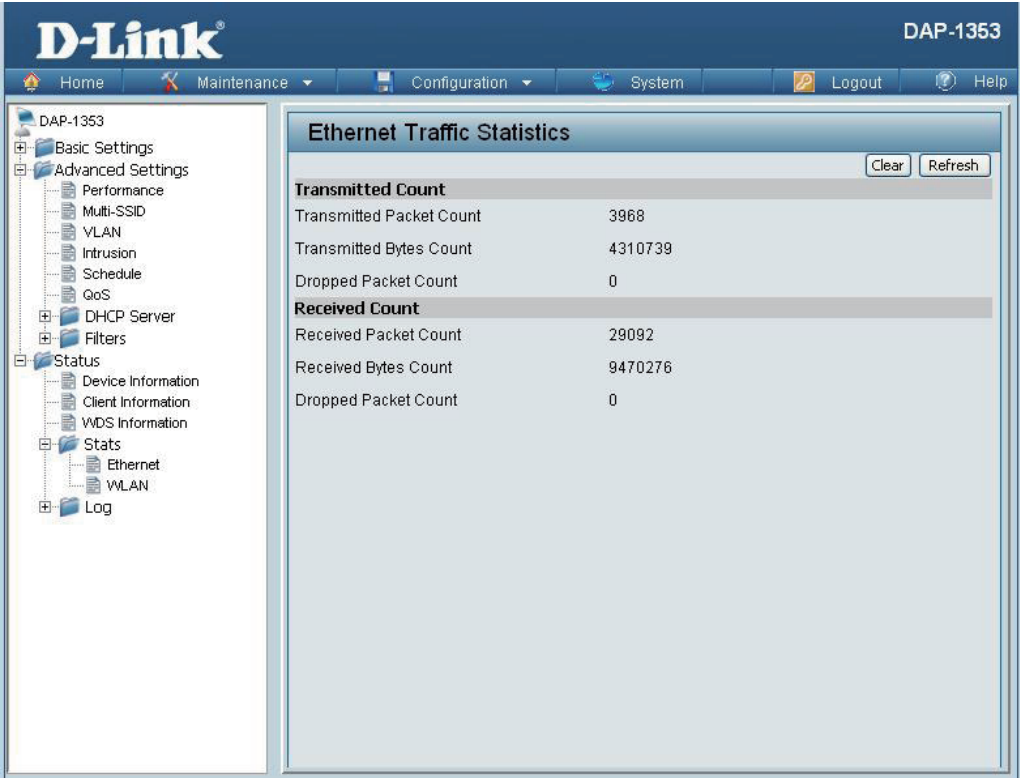 D-Link®
DAP-1353
Home Maintenance Configuration System Logout Help
DAP-1353
Basic Settings
Advanced Settings
Performance
Multi-SSID
VLAN
Intrusion
Schedule
QoS
DHCP Server
Filters
Status
Device Information
Client Information
WDS Information
Stats
Ethernet
WLAN
Log
Ethernet Traffic Statistics
Clear Refresh
Transmitted Count
Transmitted Packet Count 3968
Transmitted Bytes Count 4310739
Dropped Packet Count 0
Received Count
Received Packet Count 29092
Received Bytes Count 9470276
Dropped Packet Count 0